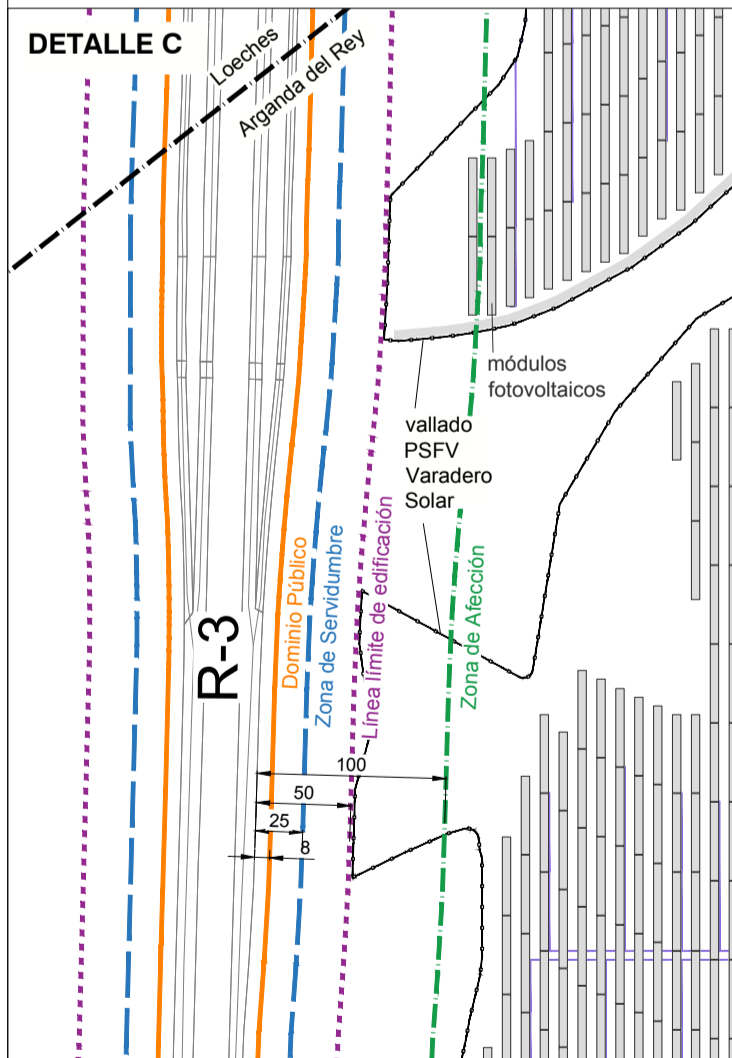 DETALLE C
Loeches
Arganda del Rey
módulos
fotovoltaicos
vallado
PSFV
Varadero
Solar
R-3
Dominio Público
Zona de Servidumbre
Línea límite de edificación
Zona de Afección
100
50
25
8